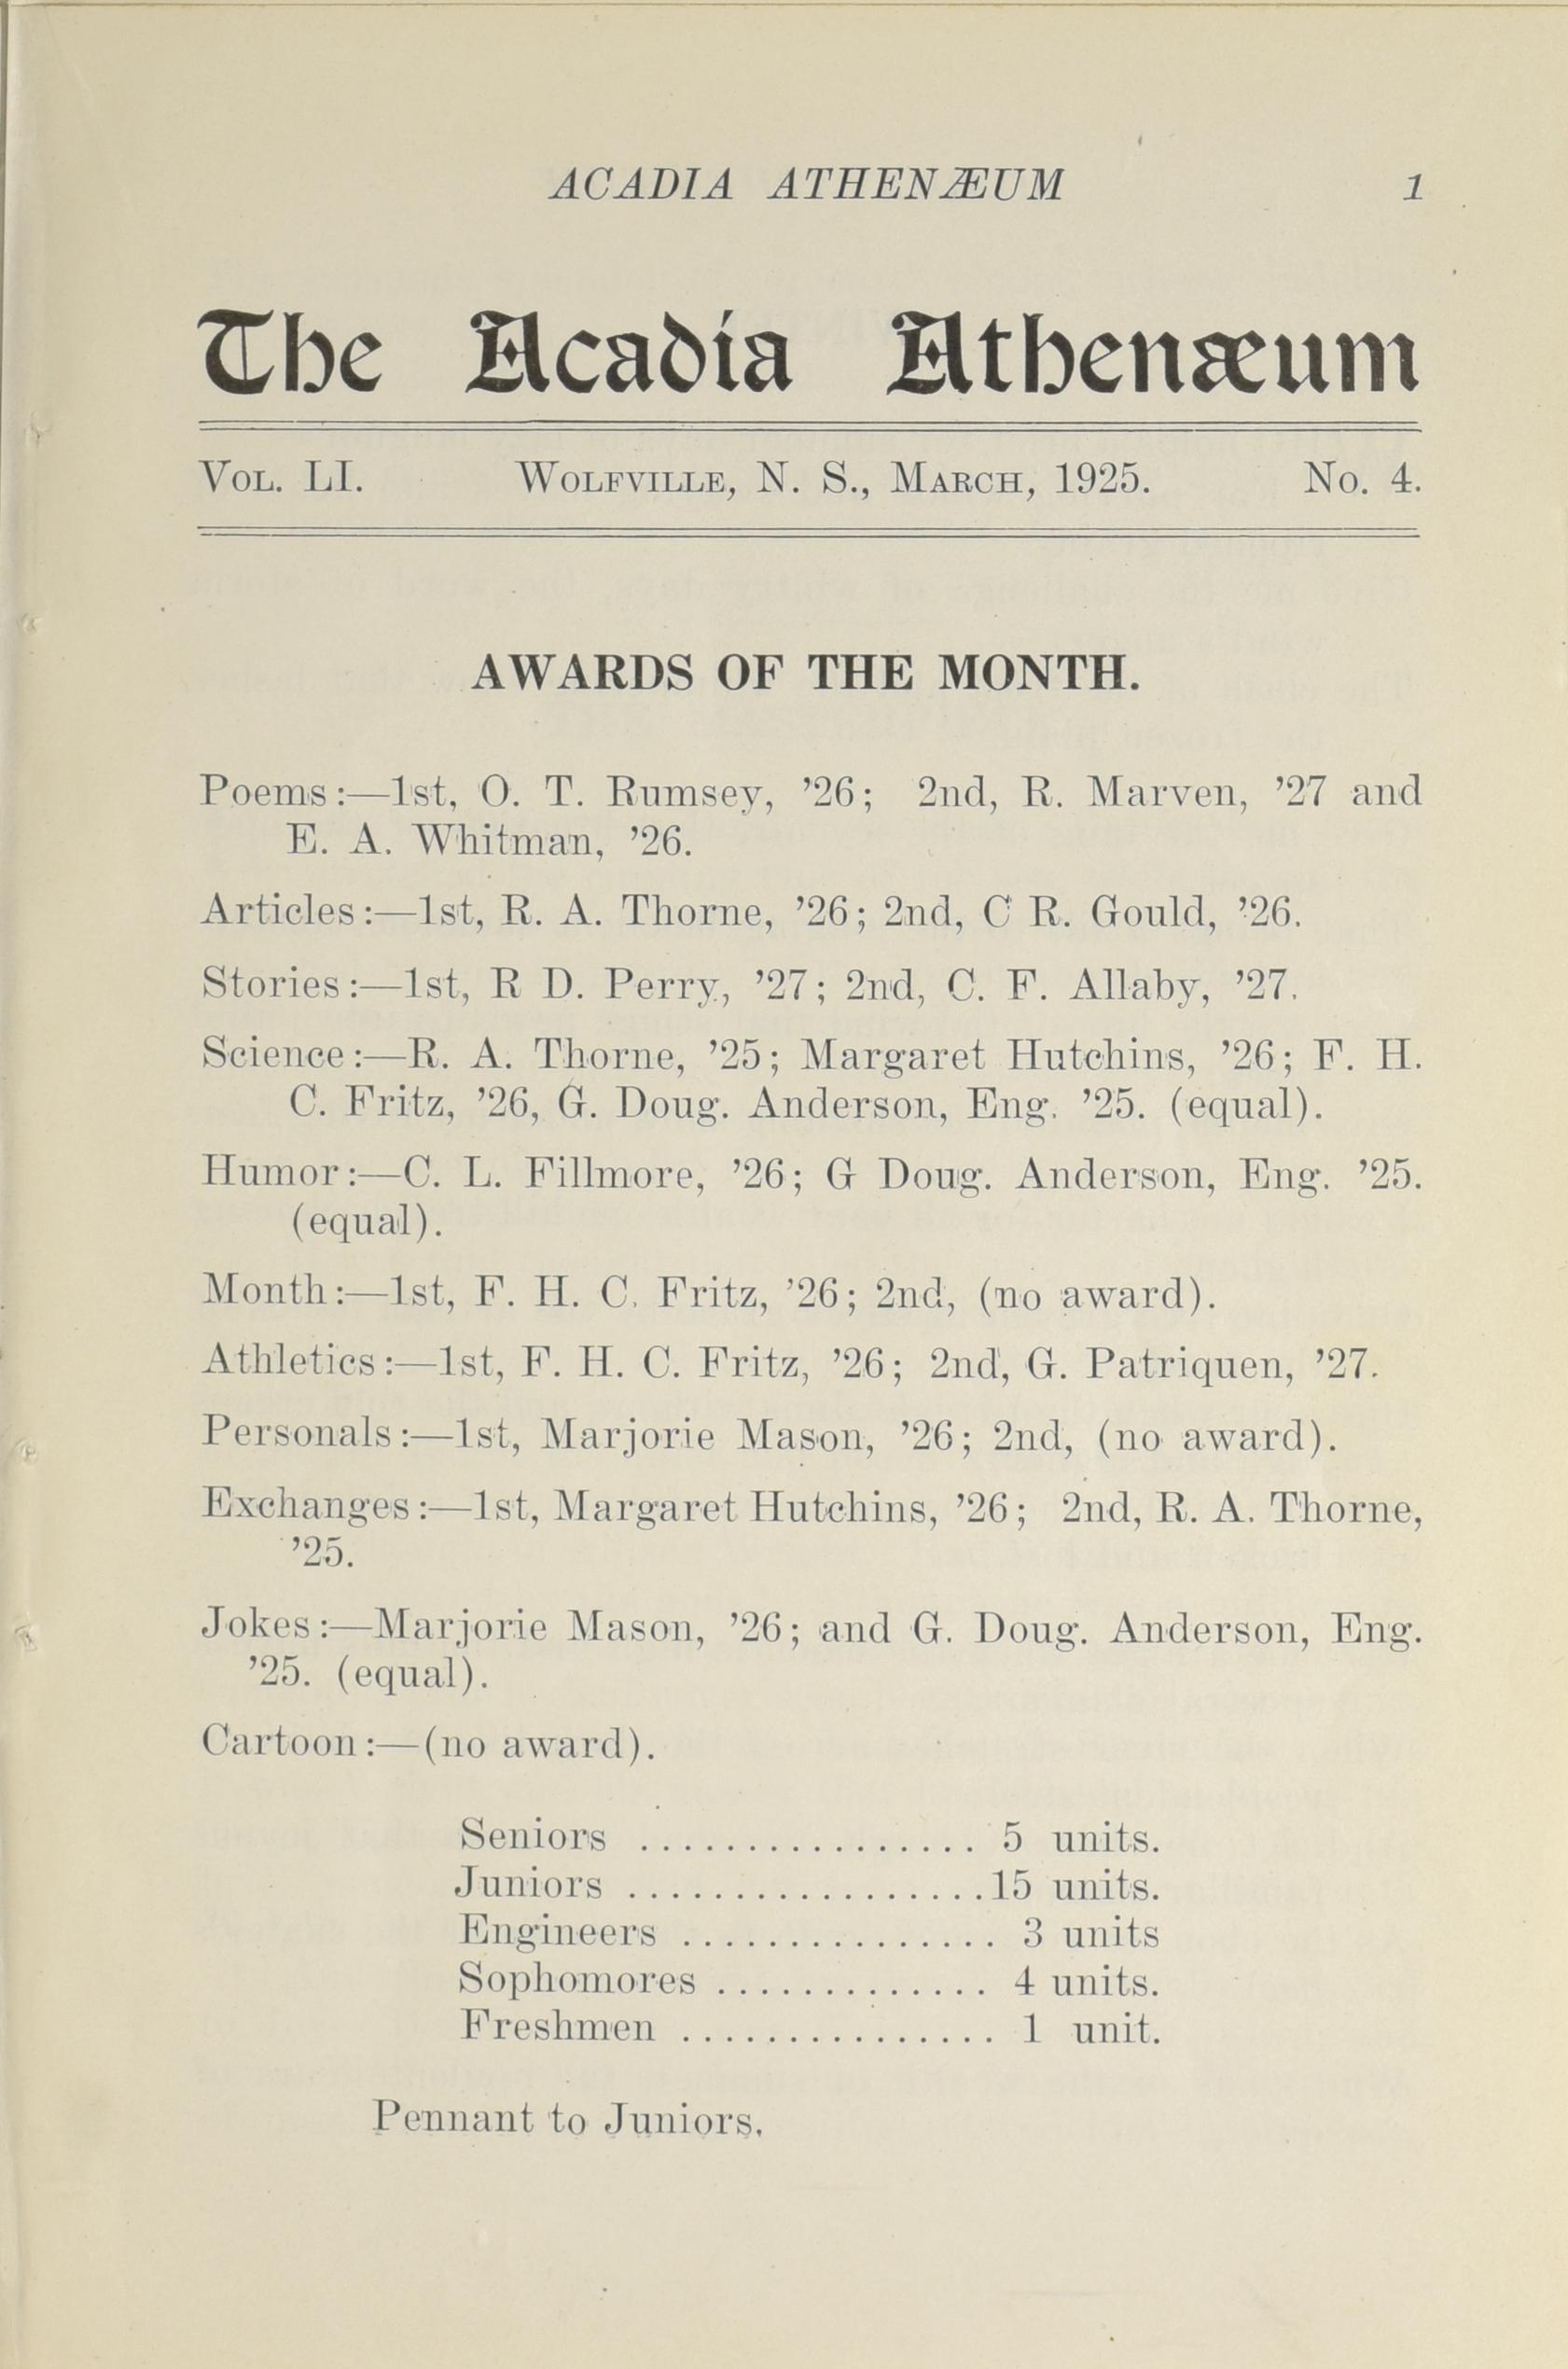 ACADIA ATHENÆUM 1
The Acadia Athenæum
VOL. LI. WOLFVILLE, N. S., MARCH, 1925. No. 4.
AWARDS OF THE MONTH.
Poems:—1st, O. T. Rumsey, ’26; 2nd, R. Marven, ’27 and
E. A. Whitman, ’26.
Articles:—1st, R. A. Thorne, ’26; 2nd, C R. Gould, ’26.
Stories:—1st, R D. Perry, ’27; 2nd, C. F. Allaby, ’27.
Science:—R. A. Thorne, ’25; Margaret Hutchins, ’26; F. H.
C. Fritz, ’26, G. Doug. Anderson, Eng. ’25. (equal).
Humor:—C. L. Fillmore, ’26; G Doug. Anderson, Eng. ’25.
(equal).
Month:—1st, F. H. C. Fritz, ’26; 2nd, (no award).
Athletics:—1st, F. H. C. Fritz, ’26; 2nd, G. Patriquen, ’27.
Personals:—1st, Marjorie Mason, ’26; 2nd, (no award).
Exchanges:—1st, Margaret Hutchins, ’26; 2nd, R. A. Thorne,
’25.
Jokes:—Marjorie Mason, ’26; and G. Doug. Anderson, Eng.
’25. (equal).
Cartoon:—(no award).
Seniors ................ 5 units.
Juniors .................15 units.
Engineers ............... 3 units
Sophomores ............. 4 units.
Freshmen ............... 1 unit.
Pennant to Juniors.